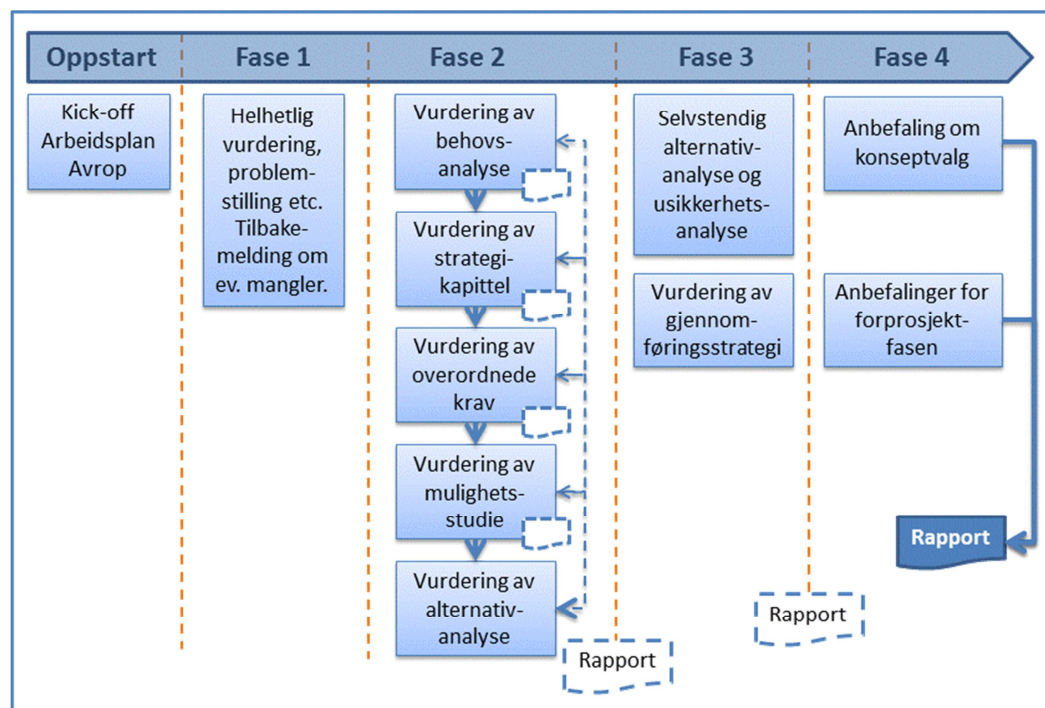 Oppstart
Fase 1
Fase 2
Fase 3
Fase 4
Kick-off
Arbeidsplan
Avrop
Helhetlig
vurdering,
problem-
stilling etc.
Tilbake-
melding om
ev. mangler.
Vurdering av
behovs-
analyse
Vurdering av
strategi-
kapittel
Vurdering av
overordnede
krav
Vurdering av
mulighets-
studie
Vurdering av
alternativ-
analyse
Rapport
Selvstendig
alternativ-
analyse og
usikkerhets-
analyse
Vurdering av
gjennom-
føringsstrategi
Rapport
Anbefaling om
konseptvalg
Anbefalinger for
forprosjekt-
fasen
Rapport